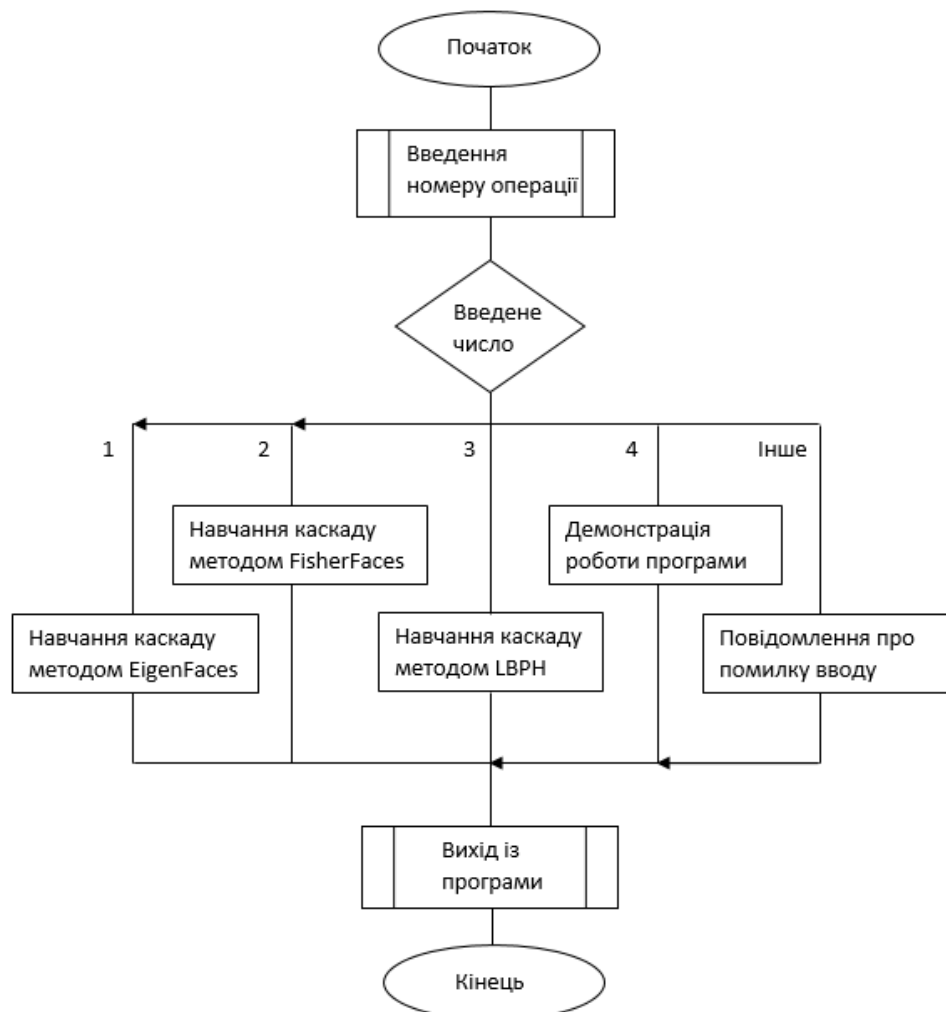 Початок
Введення
номеру операції
Введене
число
1
2
3
4
Інше
Навчання каскаду
методом FisherFaces
Демонстрація
роботи програми
Навчання каскаду
методом EigenFaces
Навчання каскаду
методом LBPH
Повідомлення про
помилку вводу
Вихід із
програми
Кінець